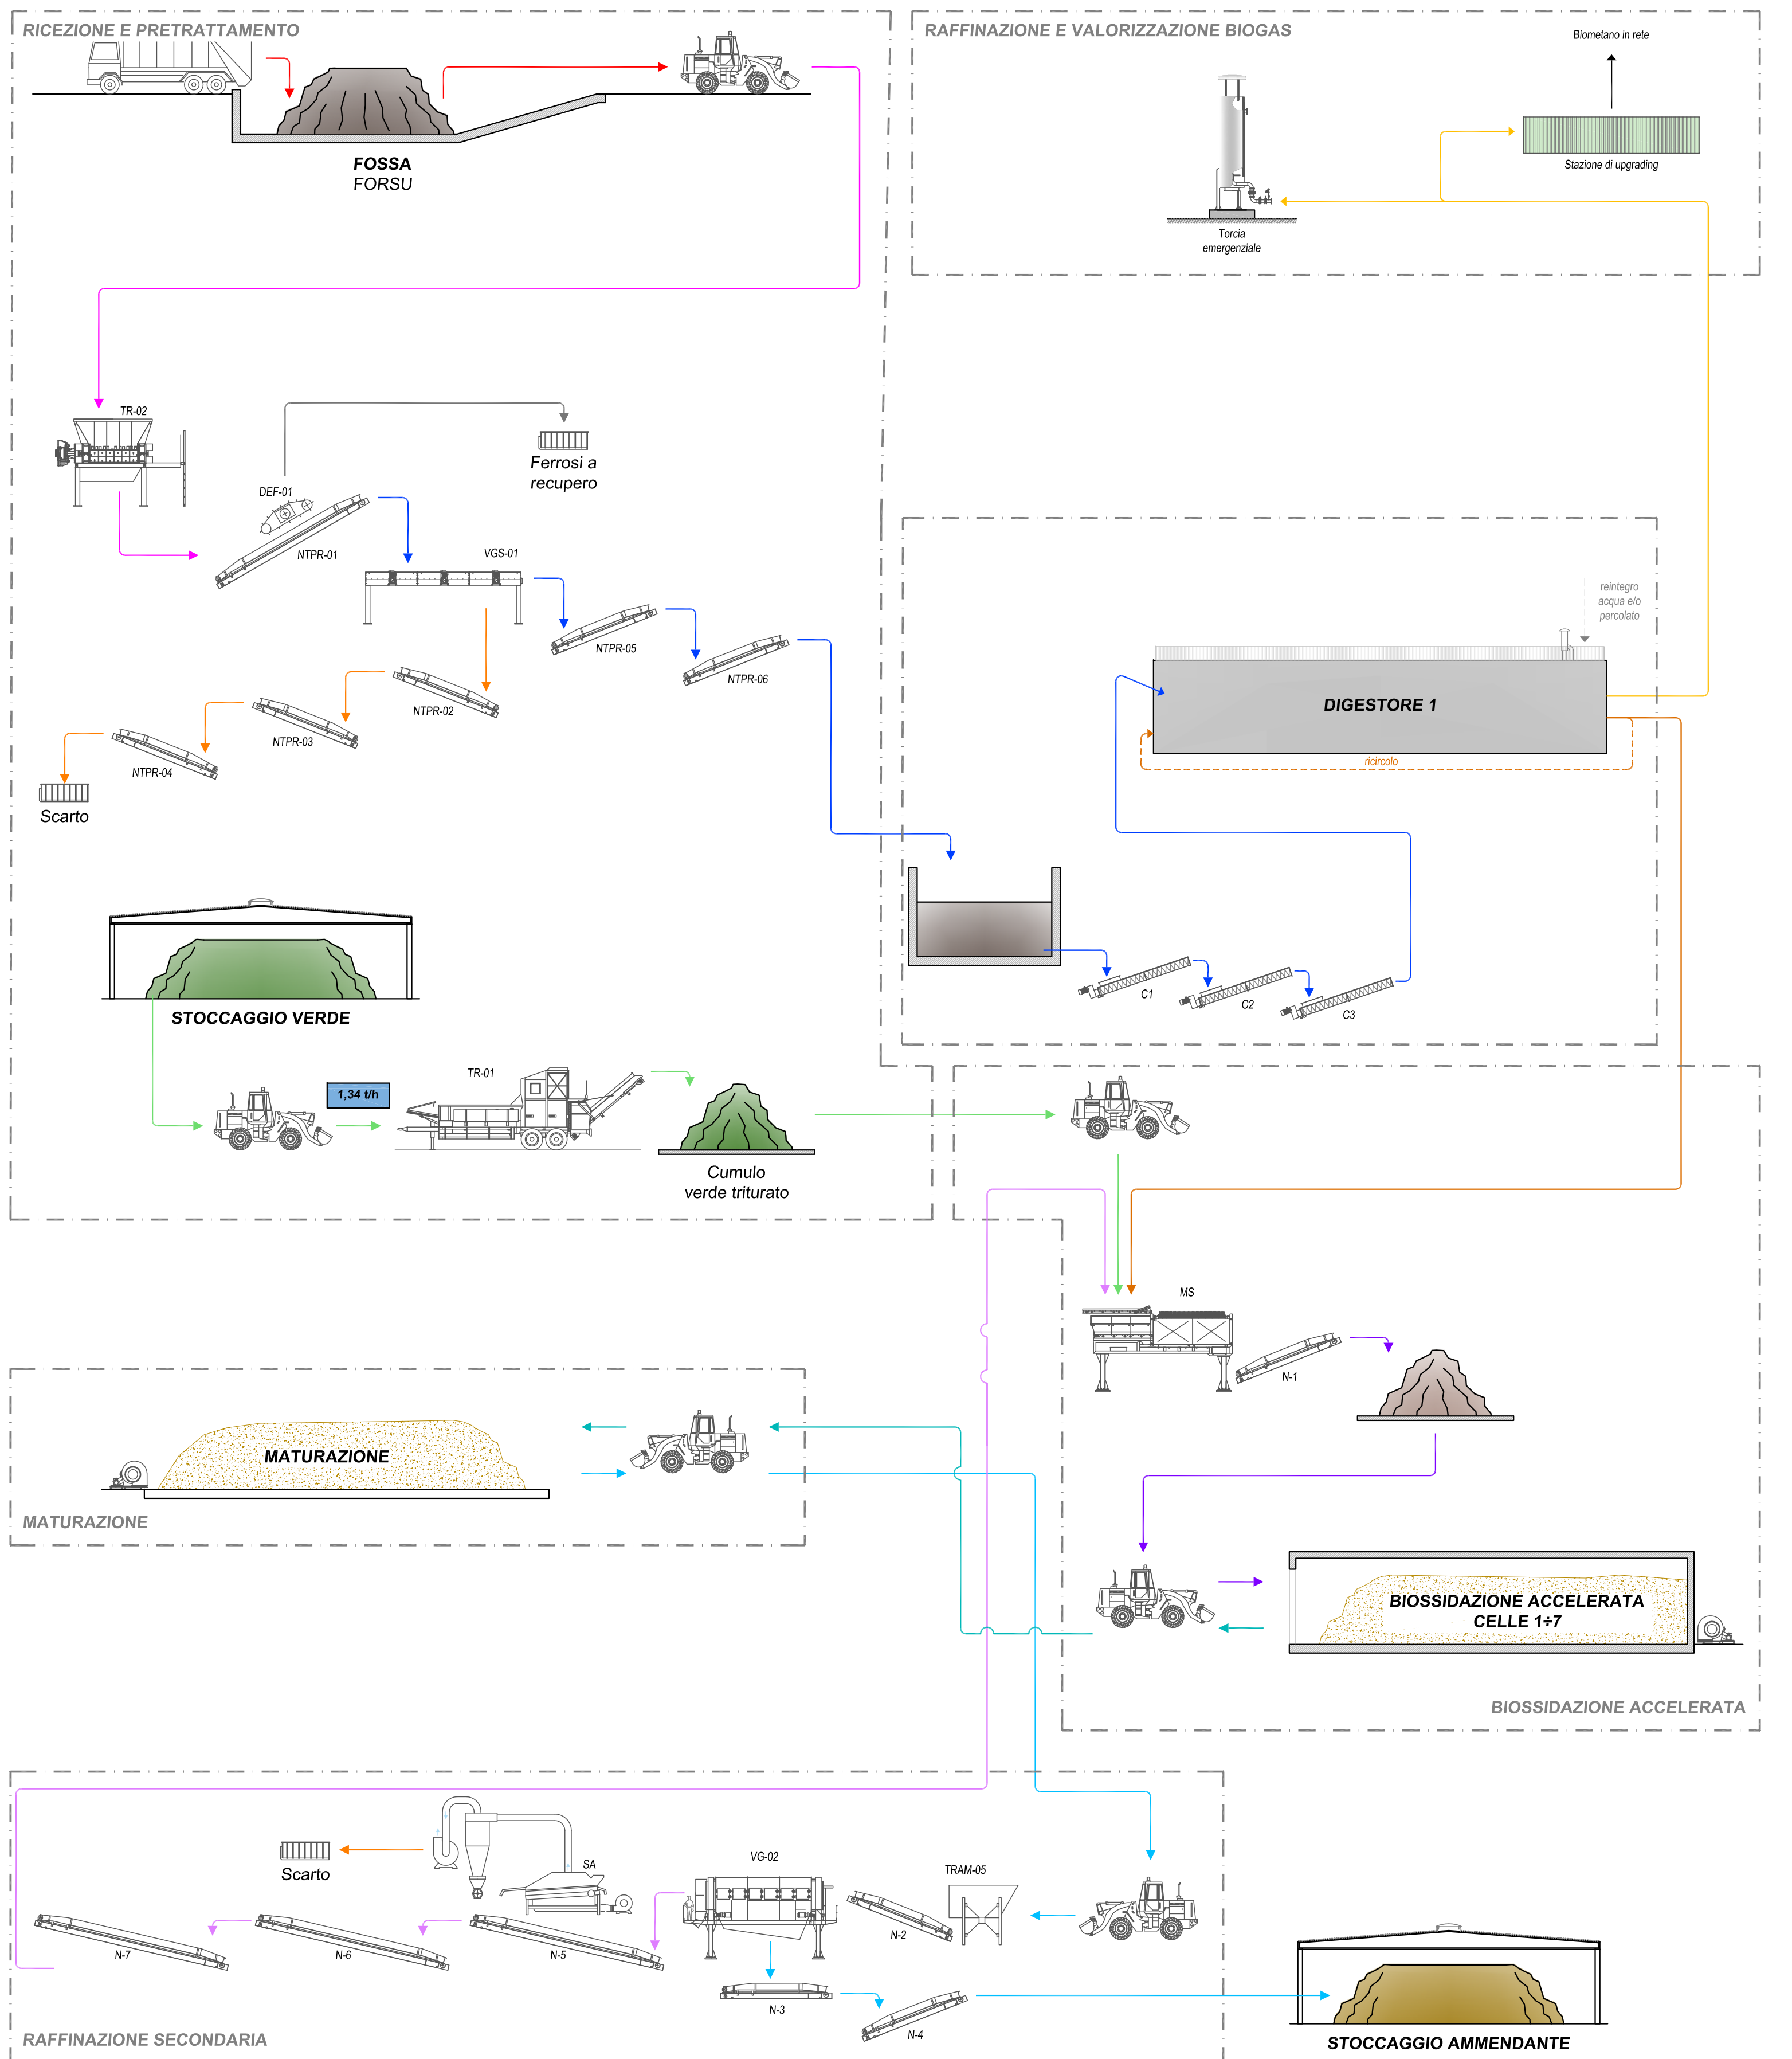 RICEZIONE E PRETRATTAMENTO
FOSSA
FORSU
TR-02
DEF-01
Ferrosi a
recupero
NTPR-01
VGS-01
NTPR-05
NTPR-06
NTPR-02
NTPR-03
NTPR-04
Scarto
STOCCAGGIO VERDE
1,34 t/h
TR-01
Cumulo
verde triturato
RAFFINAZIONE E VALORIZZAZIONE BIOGAS
Biometano in rete
Stazione di upgrading
Torcia
emergenziale
reintegro
acqua e/o
percolato
DIGESTORE 1
ricircolo
C1
C2
C3
MS
N-1
BIOSSIDAZIONE ACCELERATA
CELLE 1÷7
BIOSSIDAZIONE ACCELERATA
MATURAZIONE
MATURAZIONE
Scarto
SA
VG-02
TRAM-05
N-7
N-6
N-5
N-2
N-3
N-4
RAFFINAZIONE SECONDARIA
STOCCAGGIO AMMENDANTE